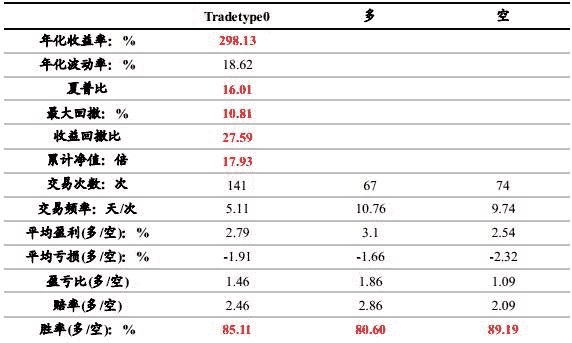 Tradetype0 多 空
年化收益率：% 298.13
年化波动率：% 18.62
夏普比 16.01
最大回撤：% 10.81
收益回撤比 27.59
累计净值：倍 17.93
交易次数：次 141 67 74
交易频率：天/次 5.11 10.76 9.74
平均盈利(多/空)：% 2.79 3.1 2.54
平均亏损(多/空)：% -1.91 -1.66 -2.32
盈亏比(多/空) 1.46 1.86 1.09
赔率(多/空) 2.46 2.86 2.09
胜率(多/空)：% 85.11 80.60 89.19